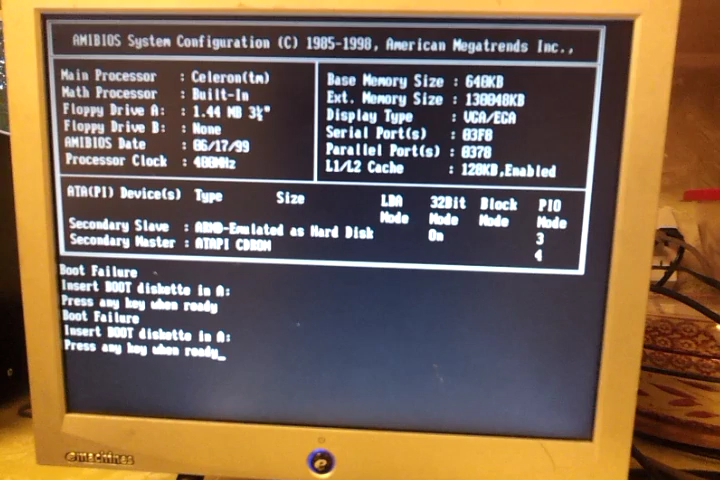 AMIBIOS System Configuration (C) 1985-1998, American Megatrends Inc.,
Main Processor : Celeron(tm)
Math Processor : Built-In
Floppy Drive A: : 1.44 MB 3½"
Floppy Drive B: : None
AMIBIOS Date : 06/17/99
Processor Clock : 400MHz
Base Memory Size : 640KB
Ext. Memory Size : 130048KB
Display Type : VGA/EGA
Serial Port(s) : 03F8
Parallel Port(s) : 0378
L1/L2 Cache : 128KB,Enabled
ATA(PI) Device(s) Type Size LBA 32Bit Block PIO
Mode Mode Mode Mode
Secondary Slave : ARMD-Emulated as Hard Disk On 3
Secondary Master : ATAPI CDROM 4
Boot Failure
Insert BOOT diskette in A:
Press any key when ready
Boot Failure
Insert BOOT diskette in A:
Press any key when ready_
emachines
e